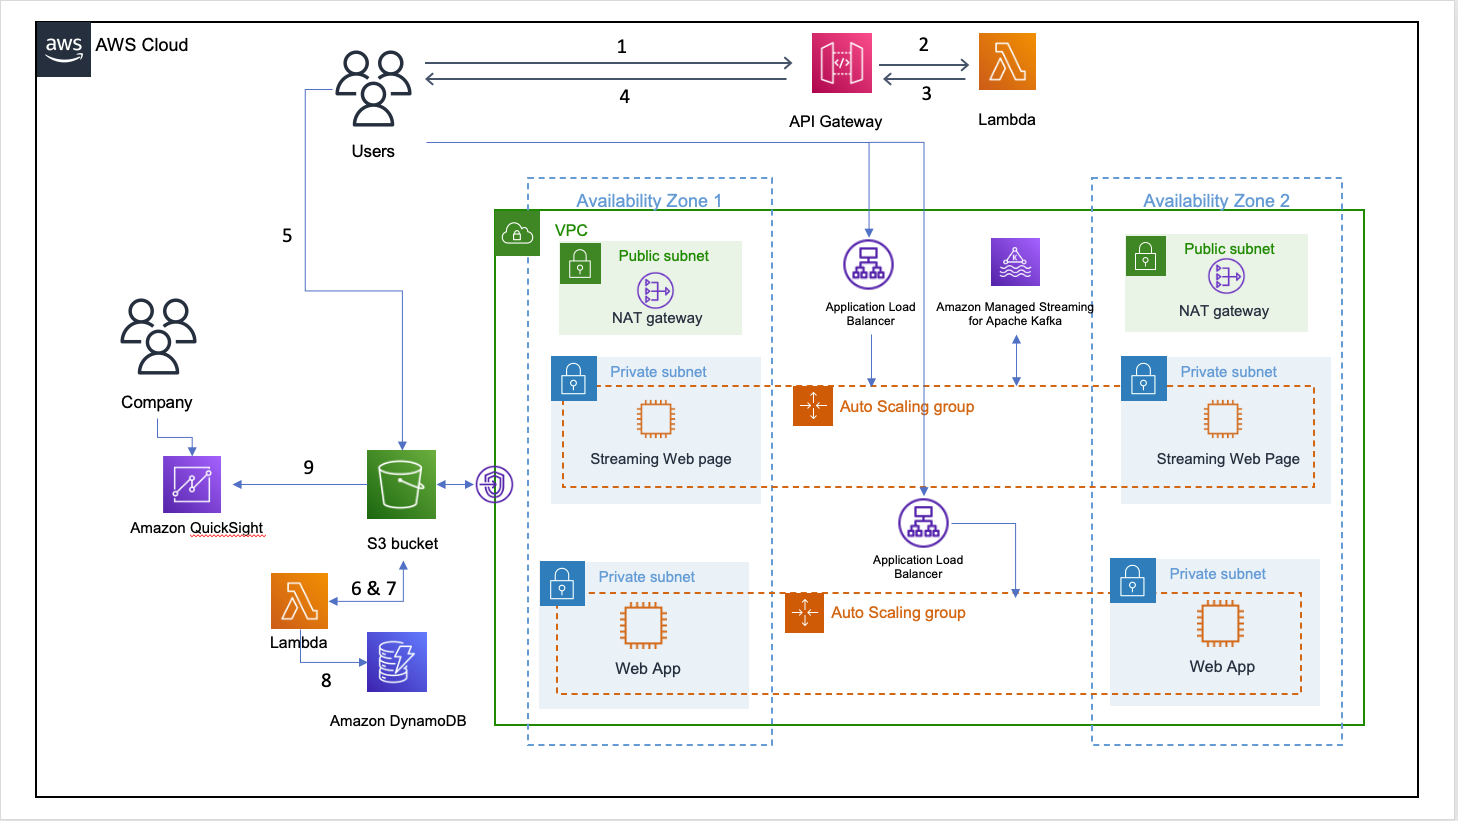 aws
AWS Cloud
1
2
3
4
API Gateway
Lambda
Users
Availability Zone 1
Availability Zone 2
5
VPC
Public subnet
NAT gateway
Public subnet
NAT gateway
Application Load
Balancer
Amazon Managed Streaming
for Apache Kafka
K
Private subnet
Private subnet
Company
Auto Scaling group
Streaming Web page
Streaming Web Page
9
Amazon QuickSight
S3 bucket
Application Load
Balancer
6 & 7
Private subnet
Private subnet
Auto Scaling group
Lambda
Web App
Web App
8
Amazon DynamoDB